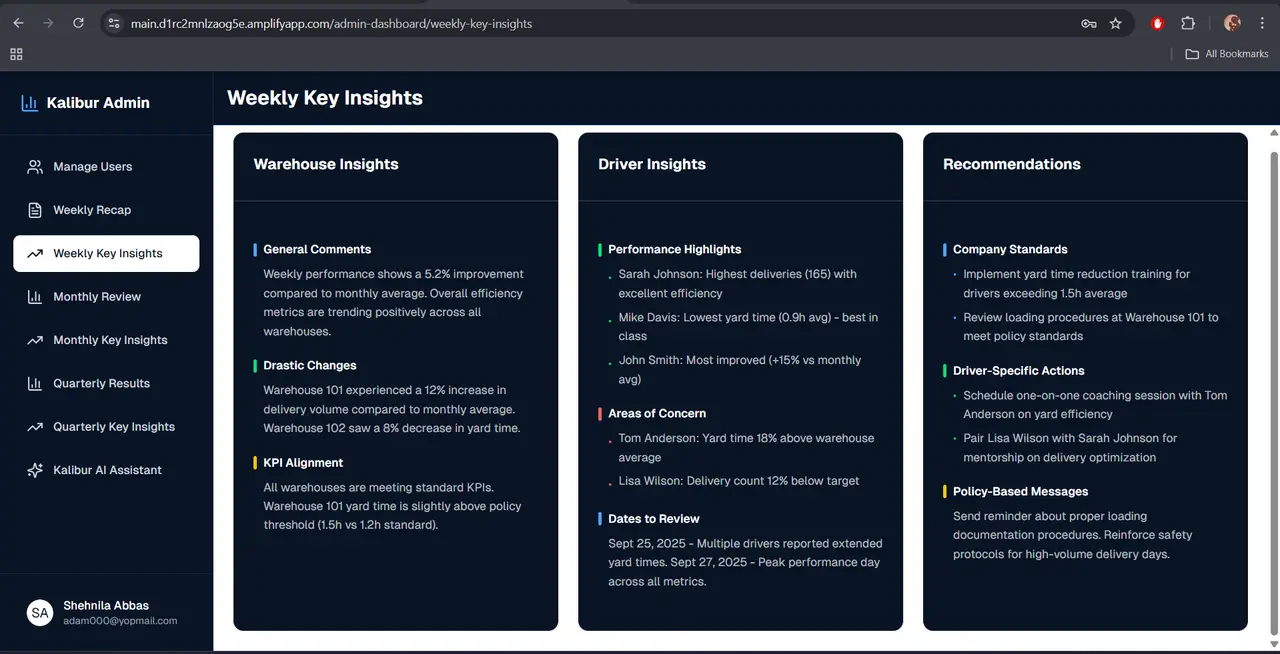 main.d1rc2mnlzaog5e.amplifyapp.com/admin-dashboard/weekly-key-insights
All Bookmarks
Kalibur Admin
Manage Users
Weekly Recap
Weekly Key Insights
Monthly Review
Monthly Key Insights
Quarterly Results
Quarterly Key Insights
Kalibur AI Assistant
SA
Shehnila Abbas
adam000@yopmail.com
Weekly Key Insights
Warehouse Insights
General Comments
Weekly performance shows a 5.2% improvement
compared to monthly average. Overall efficiency
metrics are trending positively across all
warehouses.
Drastic Changes
Warehouse 101 experienced a 12% increase in
delivery volume compared to monthly average.
Warehouse 102 saw a 8% decrease in yard time.
KPI Alignment
All warehouses are meeting standard KPIs.
Warehouse 101 yard time is slightly above policy
threshold (1.5h vs 1.2h standard).
Driver Insights
Performance Highlights
• Sarah Johnson: Highest deliveries (165) with
excellent efficiency
• Mike Davis: Lowest yard time (0.9h avg) - best in
class
• John Smith: Most improved (+15% vs monthly
avg)
Areas of Concern
• Tom Anderson: Yard time 18% above warehouse
average
• Lisa Wilson: Delivery count 12% below target
Dates to Review
Sept 25, 2025 - Multiple drivers reported extended
yard times. Sept 27, 2025 - Peak performance day
across all metrics.
Recommendations
Company Standards
• Implement yard time reduction training for
drivers exceeding 1.5h average
• Review loading procedures at Warehouse 101 to
meet policy standards
Driver-Specific Actions
• Schedule one-on-one coaching session with Tom
Anderson on yard efficiency
• Pair Lisa Wilson with Sarah Johnson for
mentorship on delivery optimization
Policy-Based Messages
Send reminder about proper loading
documentation procedures. Reinforce safety
protocols for high-volume delivery days.